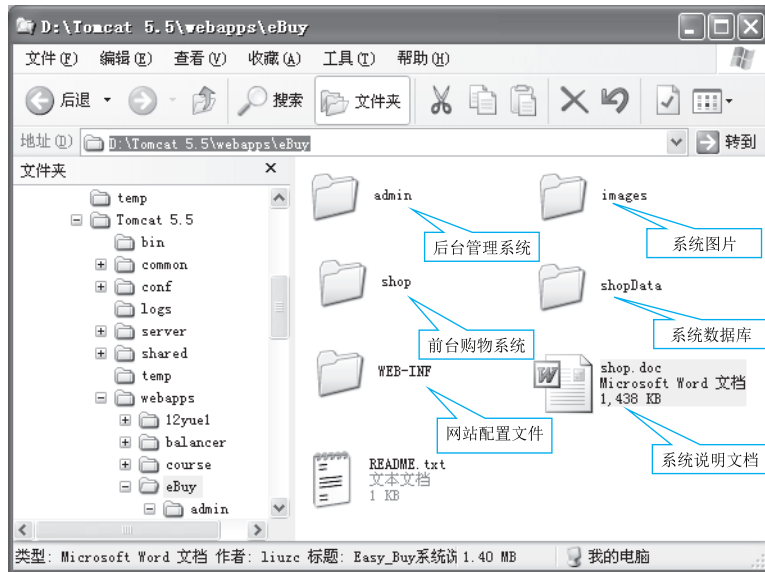 D:\Tomcat 5.5\webapps\eBuy
文件(F) 编辑(E) 查看(V) 收藏(A) 工具(T) 帮助(H)
后退 搜索 文件夹
地址(D) D:\Tomcat 5.5\webapps\eBuy 转到
文件夹 X
temp
Tomcat 5.5
bin
common
conf
logs
server
shared
temp
webapps
12yue1
balancer
course
eBuy
admin
admin
后台管理系统
images
系统图片
shop
前台购物系统
shopData
系统数据库
WEB-INF
网站配置文件
shop.doc
Microsoft Word 文档
1,438 KB
系统说明文档
README.txt
文本文档
1 KB
类型: Microsoft Word 文档 作者: liuzc 标题: Easy_Buy系统 1.40 MB 我的电脑